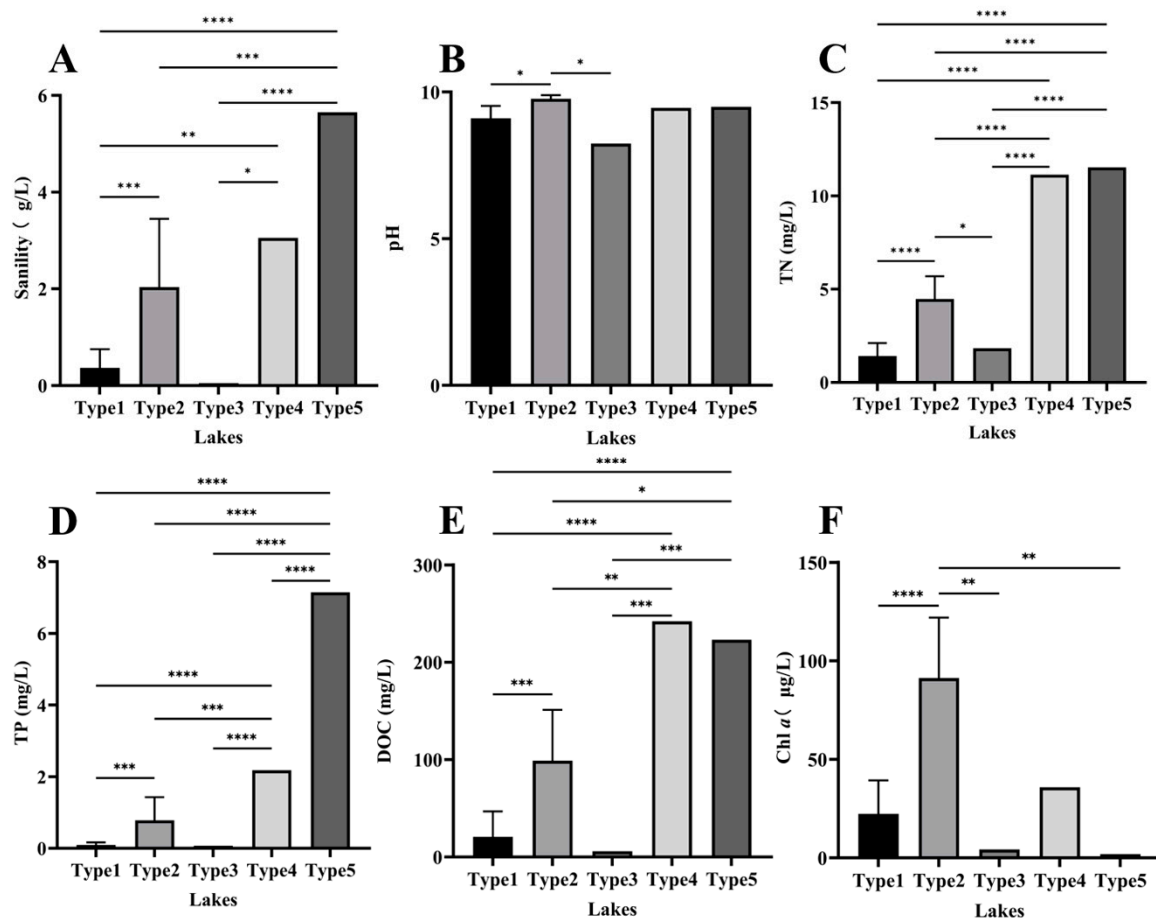 A
****
***
****
**
*
***
Sanility（ g/L）
6
4
2
0
Type1 Type2 Type3 Type4 Type5
Lakes
B
*
*
pH
10
5
0
Type1 Type2 Type3 Type4 Type5
Lakes
C
****
****
****
****
****
****
*
****
TN (mg/L)
15
10
5
0
Type1 Type2 Type3 Type4 Type5
Lakes
D
****
****
****
****
****
***
****
***
TP (mg/L)
8
6
4
2
0
Type1 Type2 Type3 Type4 Type5
Lakes
E
****
*
****
***
**
***
***
DOC (mg/L)
300
200
100
0
Type1 Type2 Type3 Type4 Type5
Lakes
F
**
**
****
Chl a（ μg/L）
150
100
50
0
Type1 Type2 Type3 Type4 Type5
Lakes